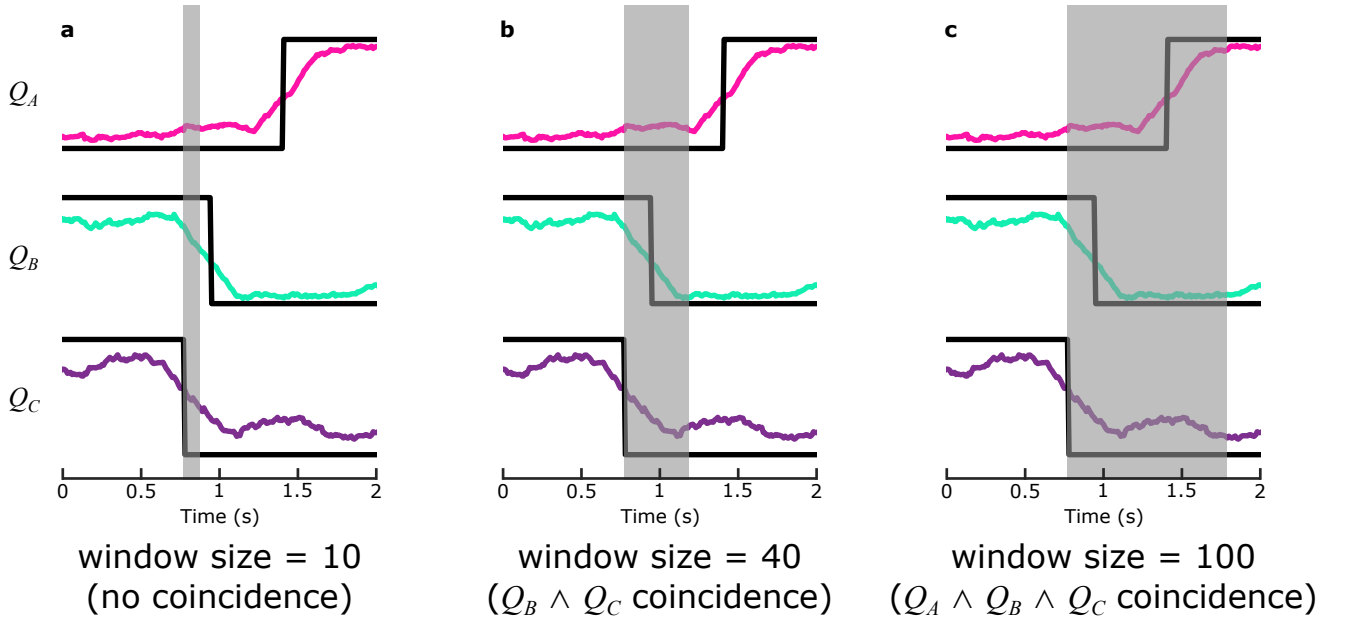 a
b
c
Q_A
Q_B
Q_C
0 0.5 1 1.5 2
0 0.5 1 1.5 2
0 0.5 1 1.5 2
Time (s)
Time (s)
Time (s)
window size = 10
(no coincidence)
window size = 40
(Q_B ∧ Q_C coincidence)
window size = 100
(Q_A ∧ Q_B ∧ Q_C coincidence)